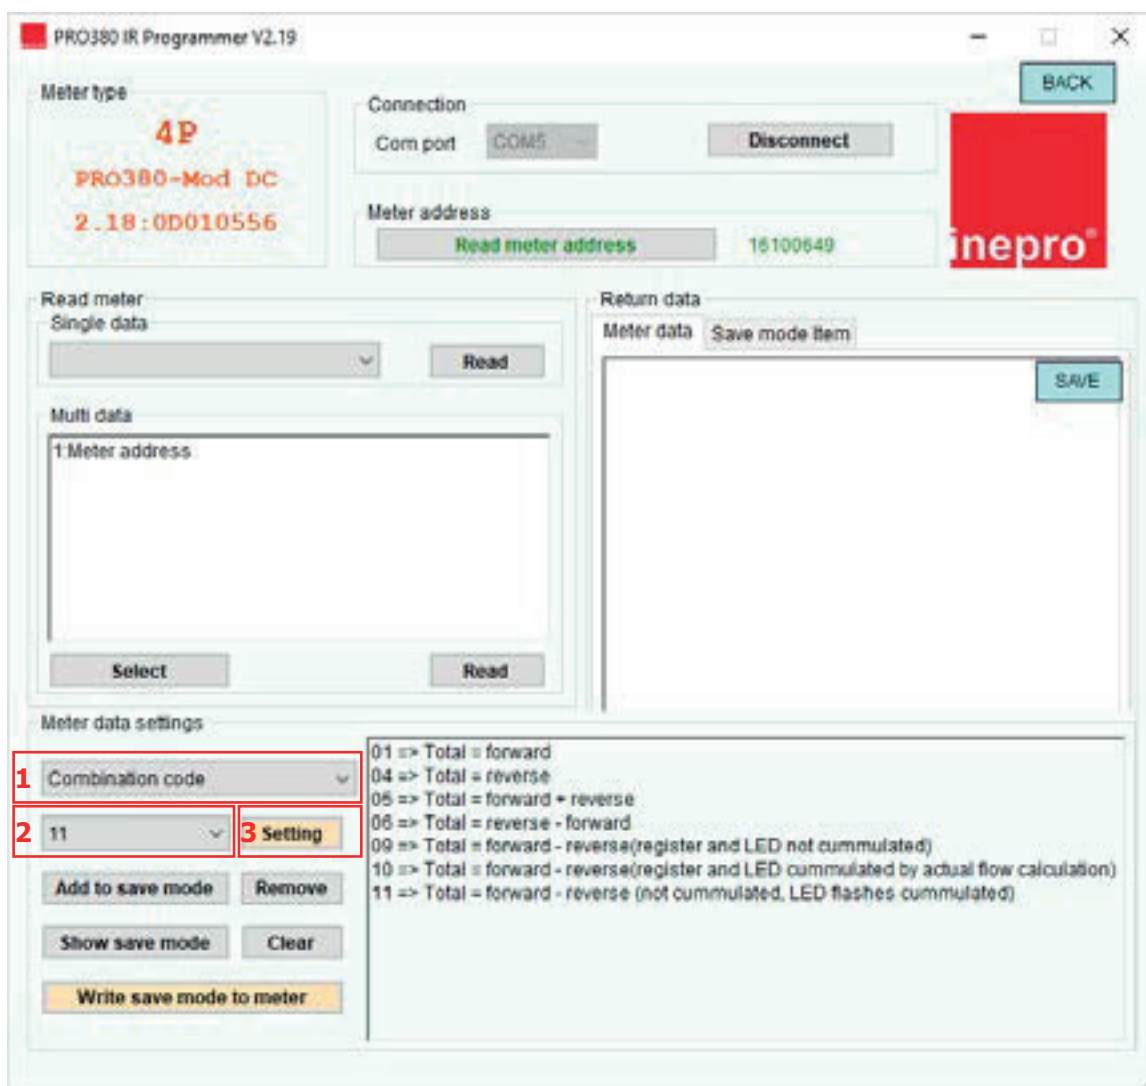 PRO380 IR Programmer V2.19
BACK
Meter type
4P
PRO380-Mod DC
2.18:0D010556
Connection
Com port COM5 Disconnect
Meter address
Read meter address 16100649
inepro®
Read meter
Single data
Read
Multi data
1:Meter address
Select Read
Return data
Meter data Save mode item
SAVE
Meter data settings
1 Combination code
2 11 3 Setting
Add to save mode Remove
Show save mode Clear
Write save mode to meter
01 => Total = forward
04 => Total = reverse
05 => Total = forward + reverse
06 => Total = reverse - forward
09 => Total = forward - reverse(register and LED not cummulated)
10 => Total = forward - reverse(register and LED cummulated by actual flow calculation)
11 => Total = forward - reverse (not cummulated, LED flashes cummulated)